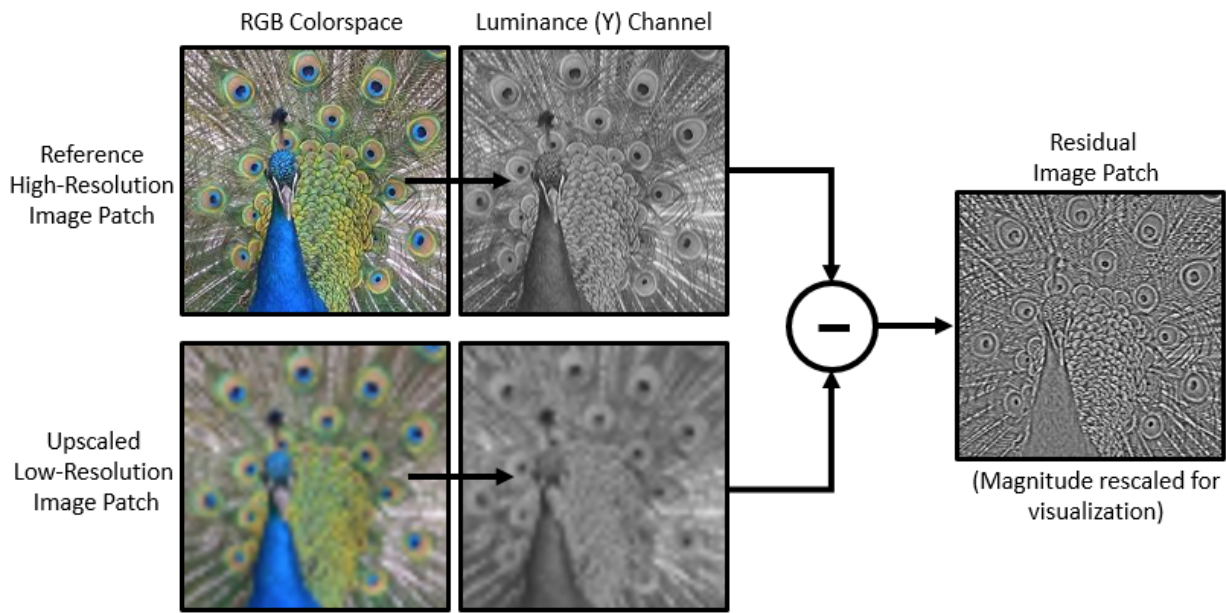 RGB Colorspace
Luminance (Y) Channel
Reference
High-Resolution
Image Patch
Upscaled
Low-Resolution
Image Patch
Residual
Image Patch
(Magnitude rescaled for
visualization)